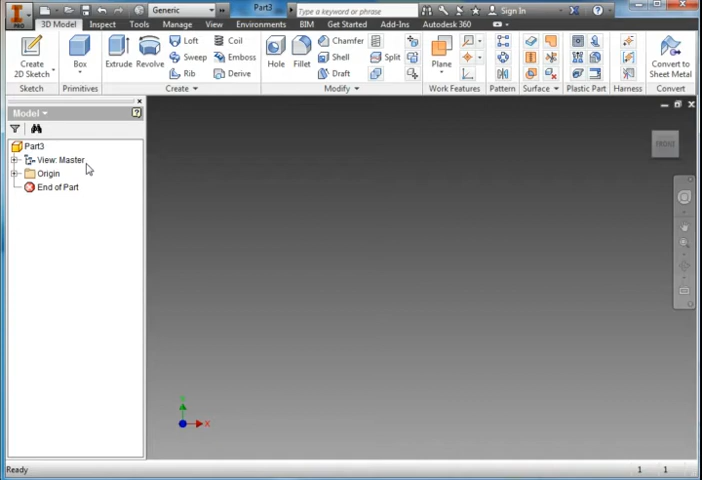 PRO
Generic
Part3
Type a keyword or phrase
Sign In
3D Model Inspect Tools Manage View Environments BIM Get Started Add-Ins Autodesk 360
Create
2D Sketch
Box
Extrude
Revolve
Loft
Sweep
Rib
Coil
Emboss
Derive
Hole
Fillet
Chamfer
Shell
Draft
Split
Plane
Convert to
Sheet Metal
Sketch Primitives Create Modify Work Features Pattern Surface Plastic Part Harness Convert
Model
Part3
View: Master
Origin
End of Part
FRONT
X
Ready
1 1